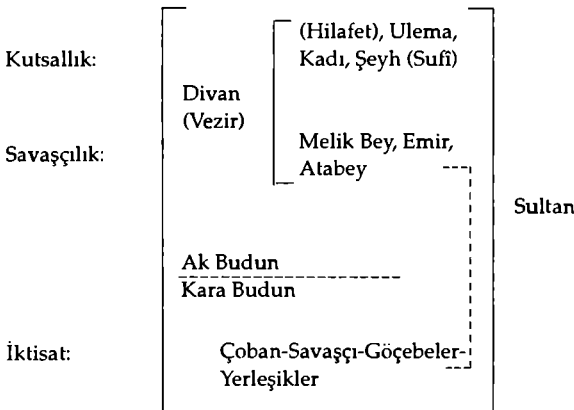 (Hilafet), Ulema,
Kutsallık:
Kadı, Şeyh (Sufî)
Divan
(Vezir)
Melik Bey, Emir,
Savaşçılık:
Atabey
Sultan
Ak Budun
Kara Budun
İktisat:
Çoban-Savaşçı-Göçebeler-
Yerleşikler